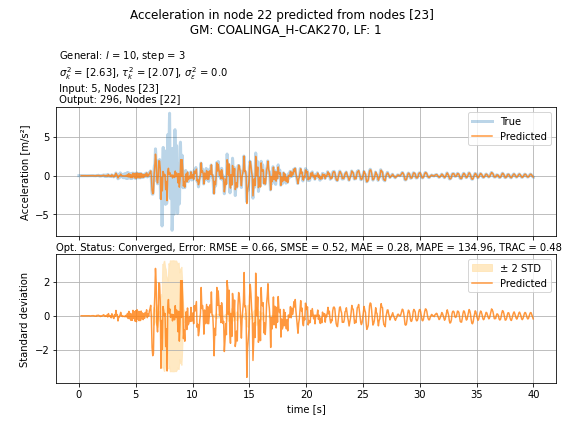 Acceleration in node 22 predicted from nodes [23]
GM: COALINGA_H-CAK270, LF: 1
General: l = 10, step = 3
σ_k² = [2.63], τ_k² = [2.07], σ_ε² = 0.0
Input: 5, Nodes [23]
Output: 296, Nodes [22]
Acceleration [m/s²]
5
0
−5
True
Predicted
Opt. Status: Converged, Error: RMSE = 0.66, SMSE = 0.52, MAE = 0.28, MAPE = 134.96, TRAC = 0.48
Standard deviation
2
0
−2
± 2 STD
Predicted
0 5 10 15 20 25 30 35 40
time [s]